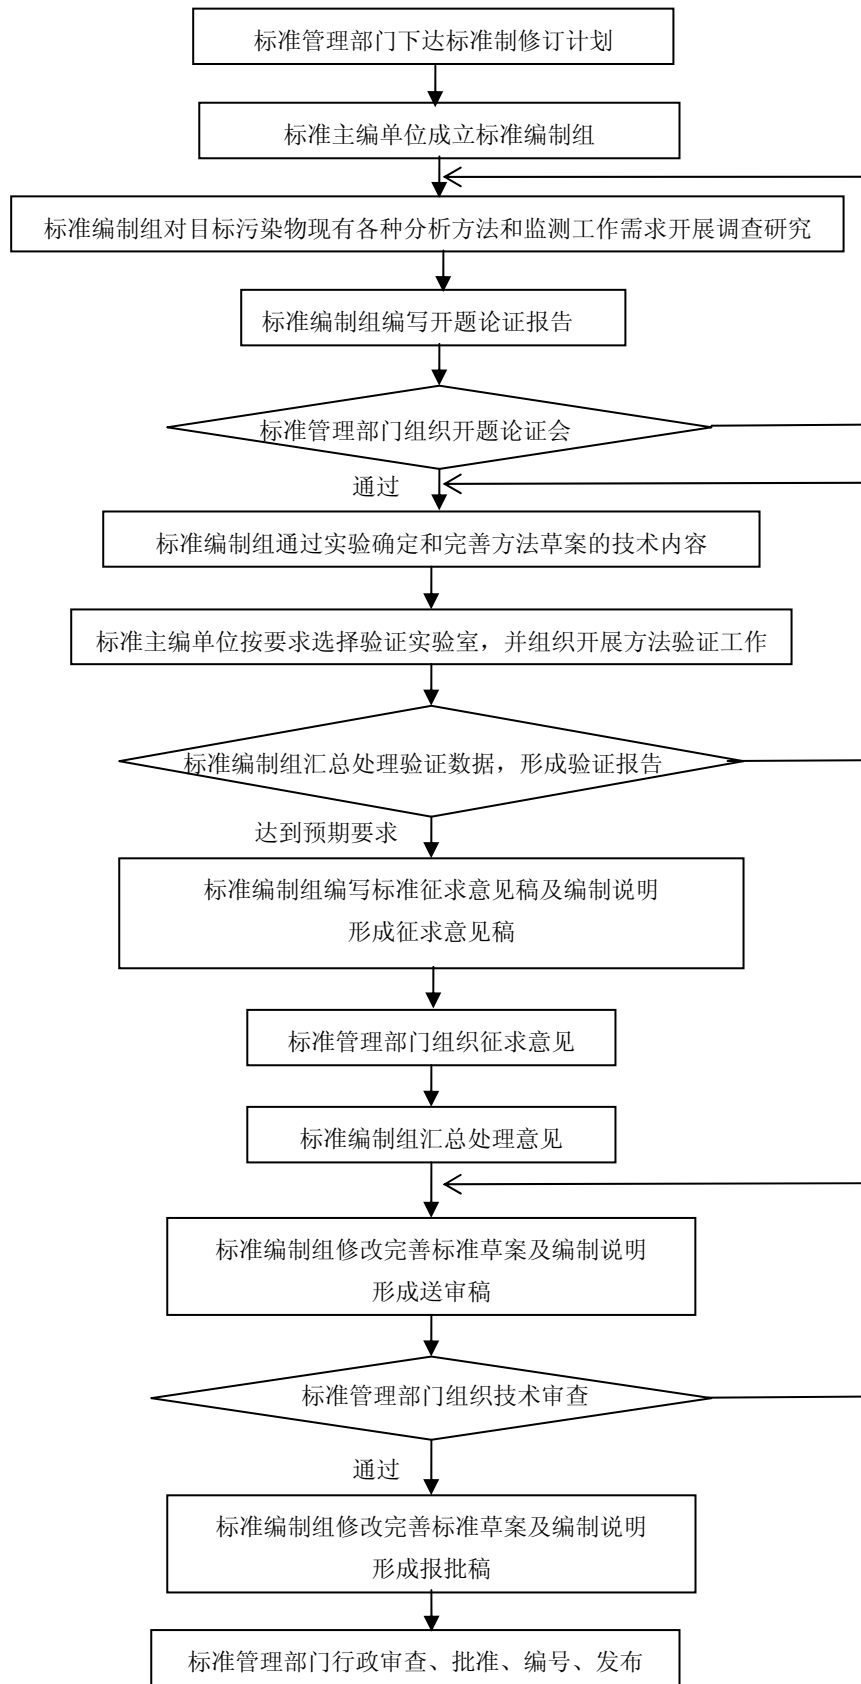 标准管理部门下达标准制修订计划
标准主编单位成立标准编制组
标准编制组对目标污染物现有各种分析方法和监测工作需求开展调查研究
标准编制组编写开题论证报告
标准管理部门组织开题论证会
通过
标准编制组通过实验确定和完善方法草案的技术内容
标准主编单位按要求选择验证实验室，并组织开展方法验证工作
标准编制组汇总处理验证数据，形成验证报告
达到预期要求
标准编制组编写标准征求意见稿及编制说明
形成征求意见稿
标准管理部门组织征求意见
标准编制组汇总处理意见
标准编制组修改完善标准草案及编制说明
形成送审稿
标准管理部门组织技术审查
通过
标准编制组修改完善标准草案及编制说明
形成报批稿
标准管理部门行政审查、批准、编号、发布